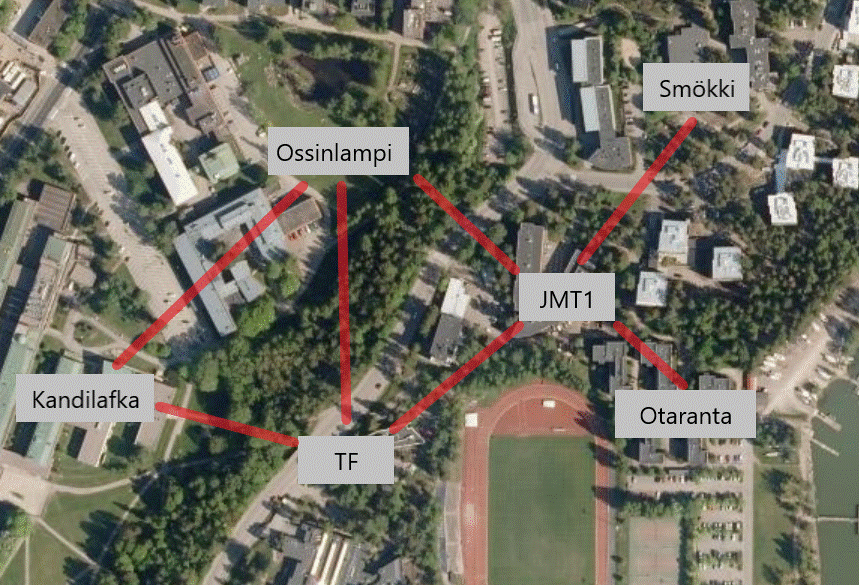 Smökki
Ossinlampi
JMT1
Kandilafka
Otaranta
TF